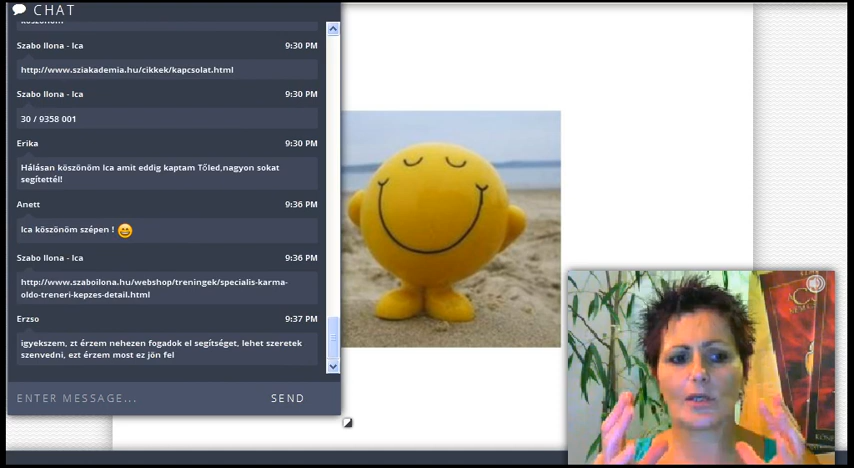 CHAT
Szabo Ilona - Ica 9:30 PM
http://www.sziakademia.hu/cikkek/kapcsolat.html
Szabo Ilona - Ica 9:30 PM
30 / 9358 001
Erika 9:30 PM
Hálásan köszönöm Ica amit eddig kaptam Tőled,nagyon sokat
segítettél!
Anett 9:36 PM
Ica köszönöm szépen !
Szabo Ilona - Ica 9:36 PM
http://www.szaboilona.hu/webshop/treningek/specialis-karma-
oldo-treneri-kepzes-detail.html
Erzso 9:37 PM
igyekszem, zt érzem nehezen fogadok el segítséget, lehet szeretek
szenvedni, ezt érzem most ez jön fel
ENTER MESSAGE... SEND